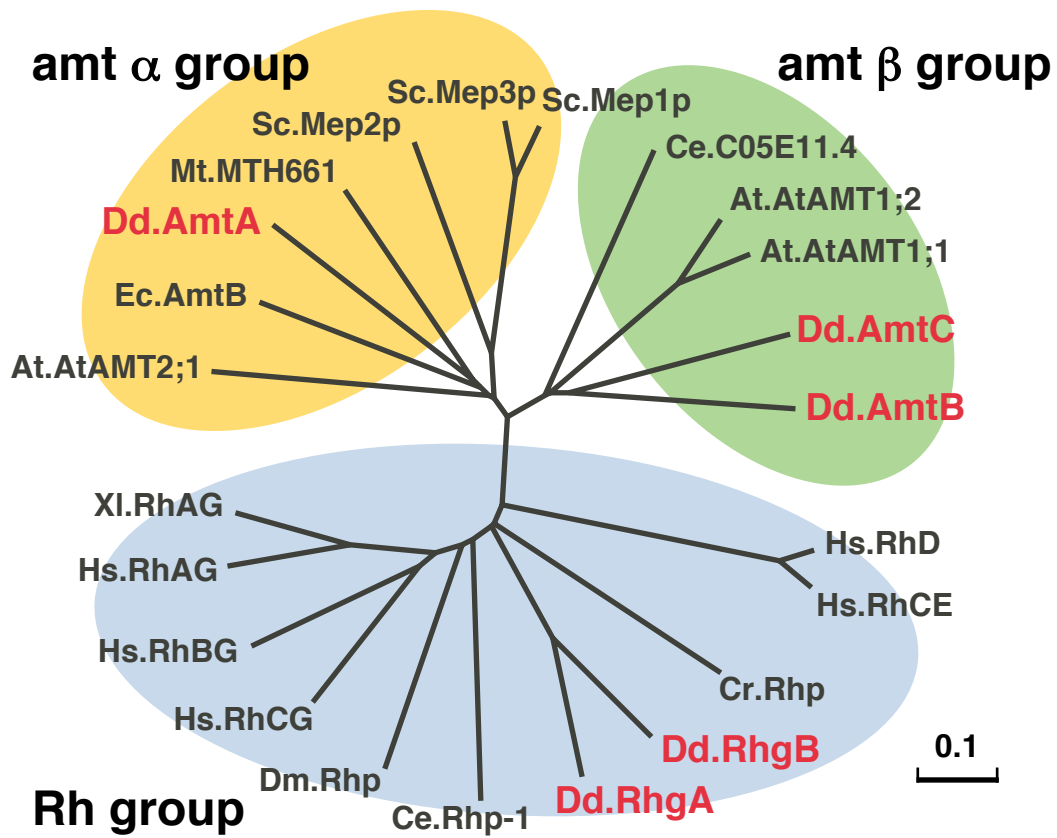 amt α group
amt β group
Sc.Mep3p
Sc.Mep1p
Sc.Mep2p
Ce.C05E11.4
Mt.MTH661
At.AtAMT1;2
Dd.AmtA
At.AtAMT1;1
Ec.AmtB
Dd.AmtC
At.AtAMT2;1
Dd.AmtB
Xl.RhAG
Hs.RhD
Hs.RhAG
Hs.RhCE
Hs.RhBG
Cr.Rhp
Hs.RhCG
Dd.RhgB
0.1
Dm.Rhp
Dd.RhgA
Rh group
Ce.Rhp-1